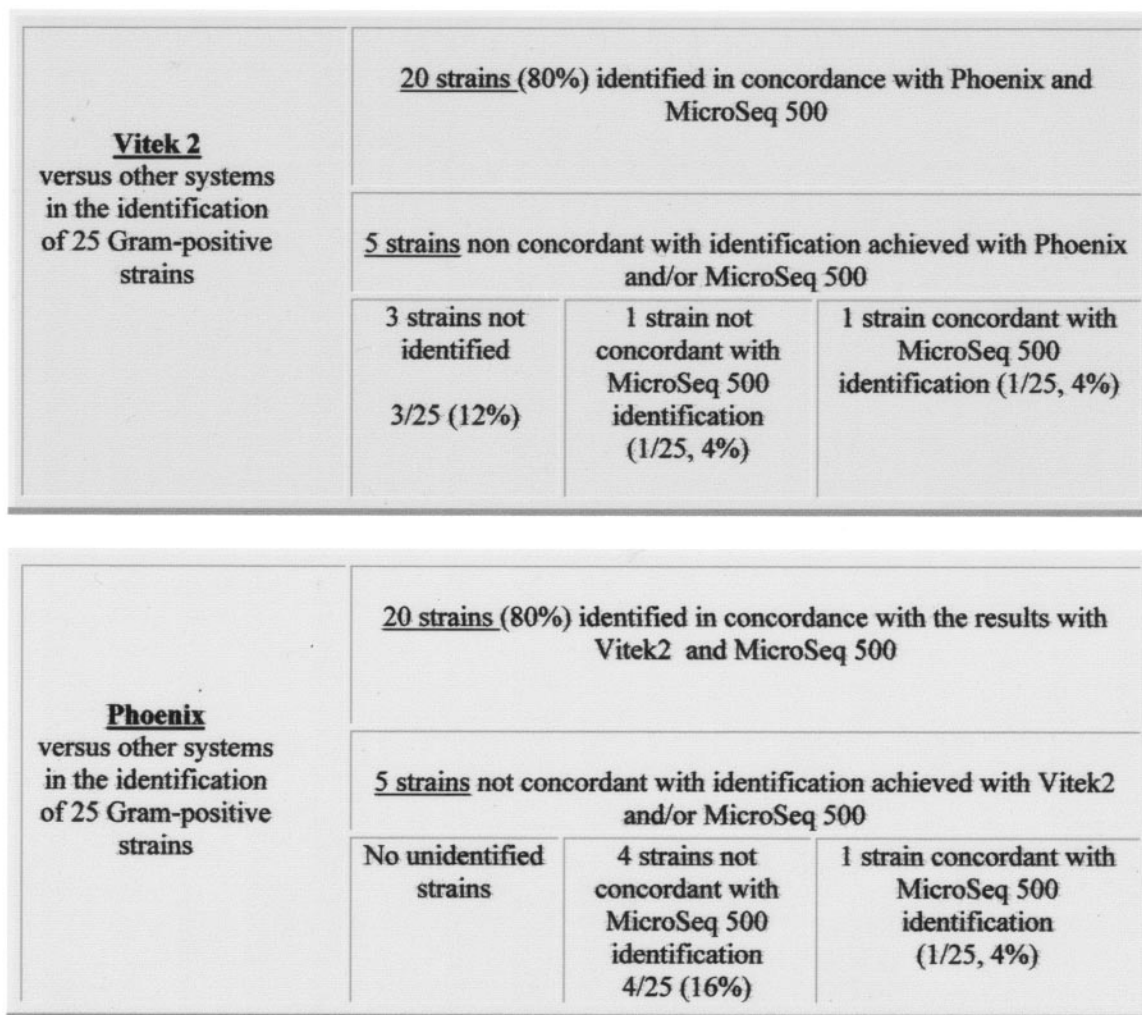 Vitek 2
versus other systems
in the identification
of 25 Gram-positive
strains
20 strains (80%) identified in concordance with Phoenix and
MicroSeq 500
5 strains non concordant with identification achieved with Phoenix
and/or MicroSeq 500
3 strains not
identified
3/25 (12%)
1 strain not
concordant with
MicroSeq 500
identification
(1/25, 4%)
1 strain concordant with
MicroSeq 500
identification (1/25, 4%)
Phoenix
versus other systems
in the identification
of 25 Gram-positive
strains
20 strains (80%) identified in concordance with the results with
Vitek2 and MicroSeq 500
5 strains not concordant with identification achieved with Vitek2
and/or MicroSeq 500
No unidentified
strains
4 strains not
concordant with
MicroSeq 500
identification
4/25 (16%)
1 strain concordant with
MicroSeq 500
identification
(1/25, 4%)